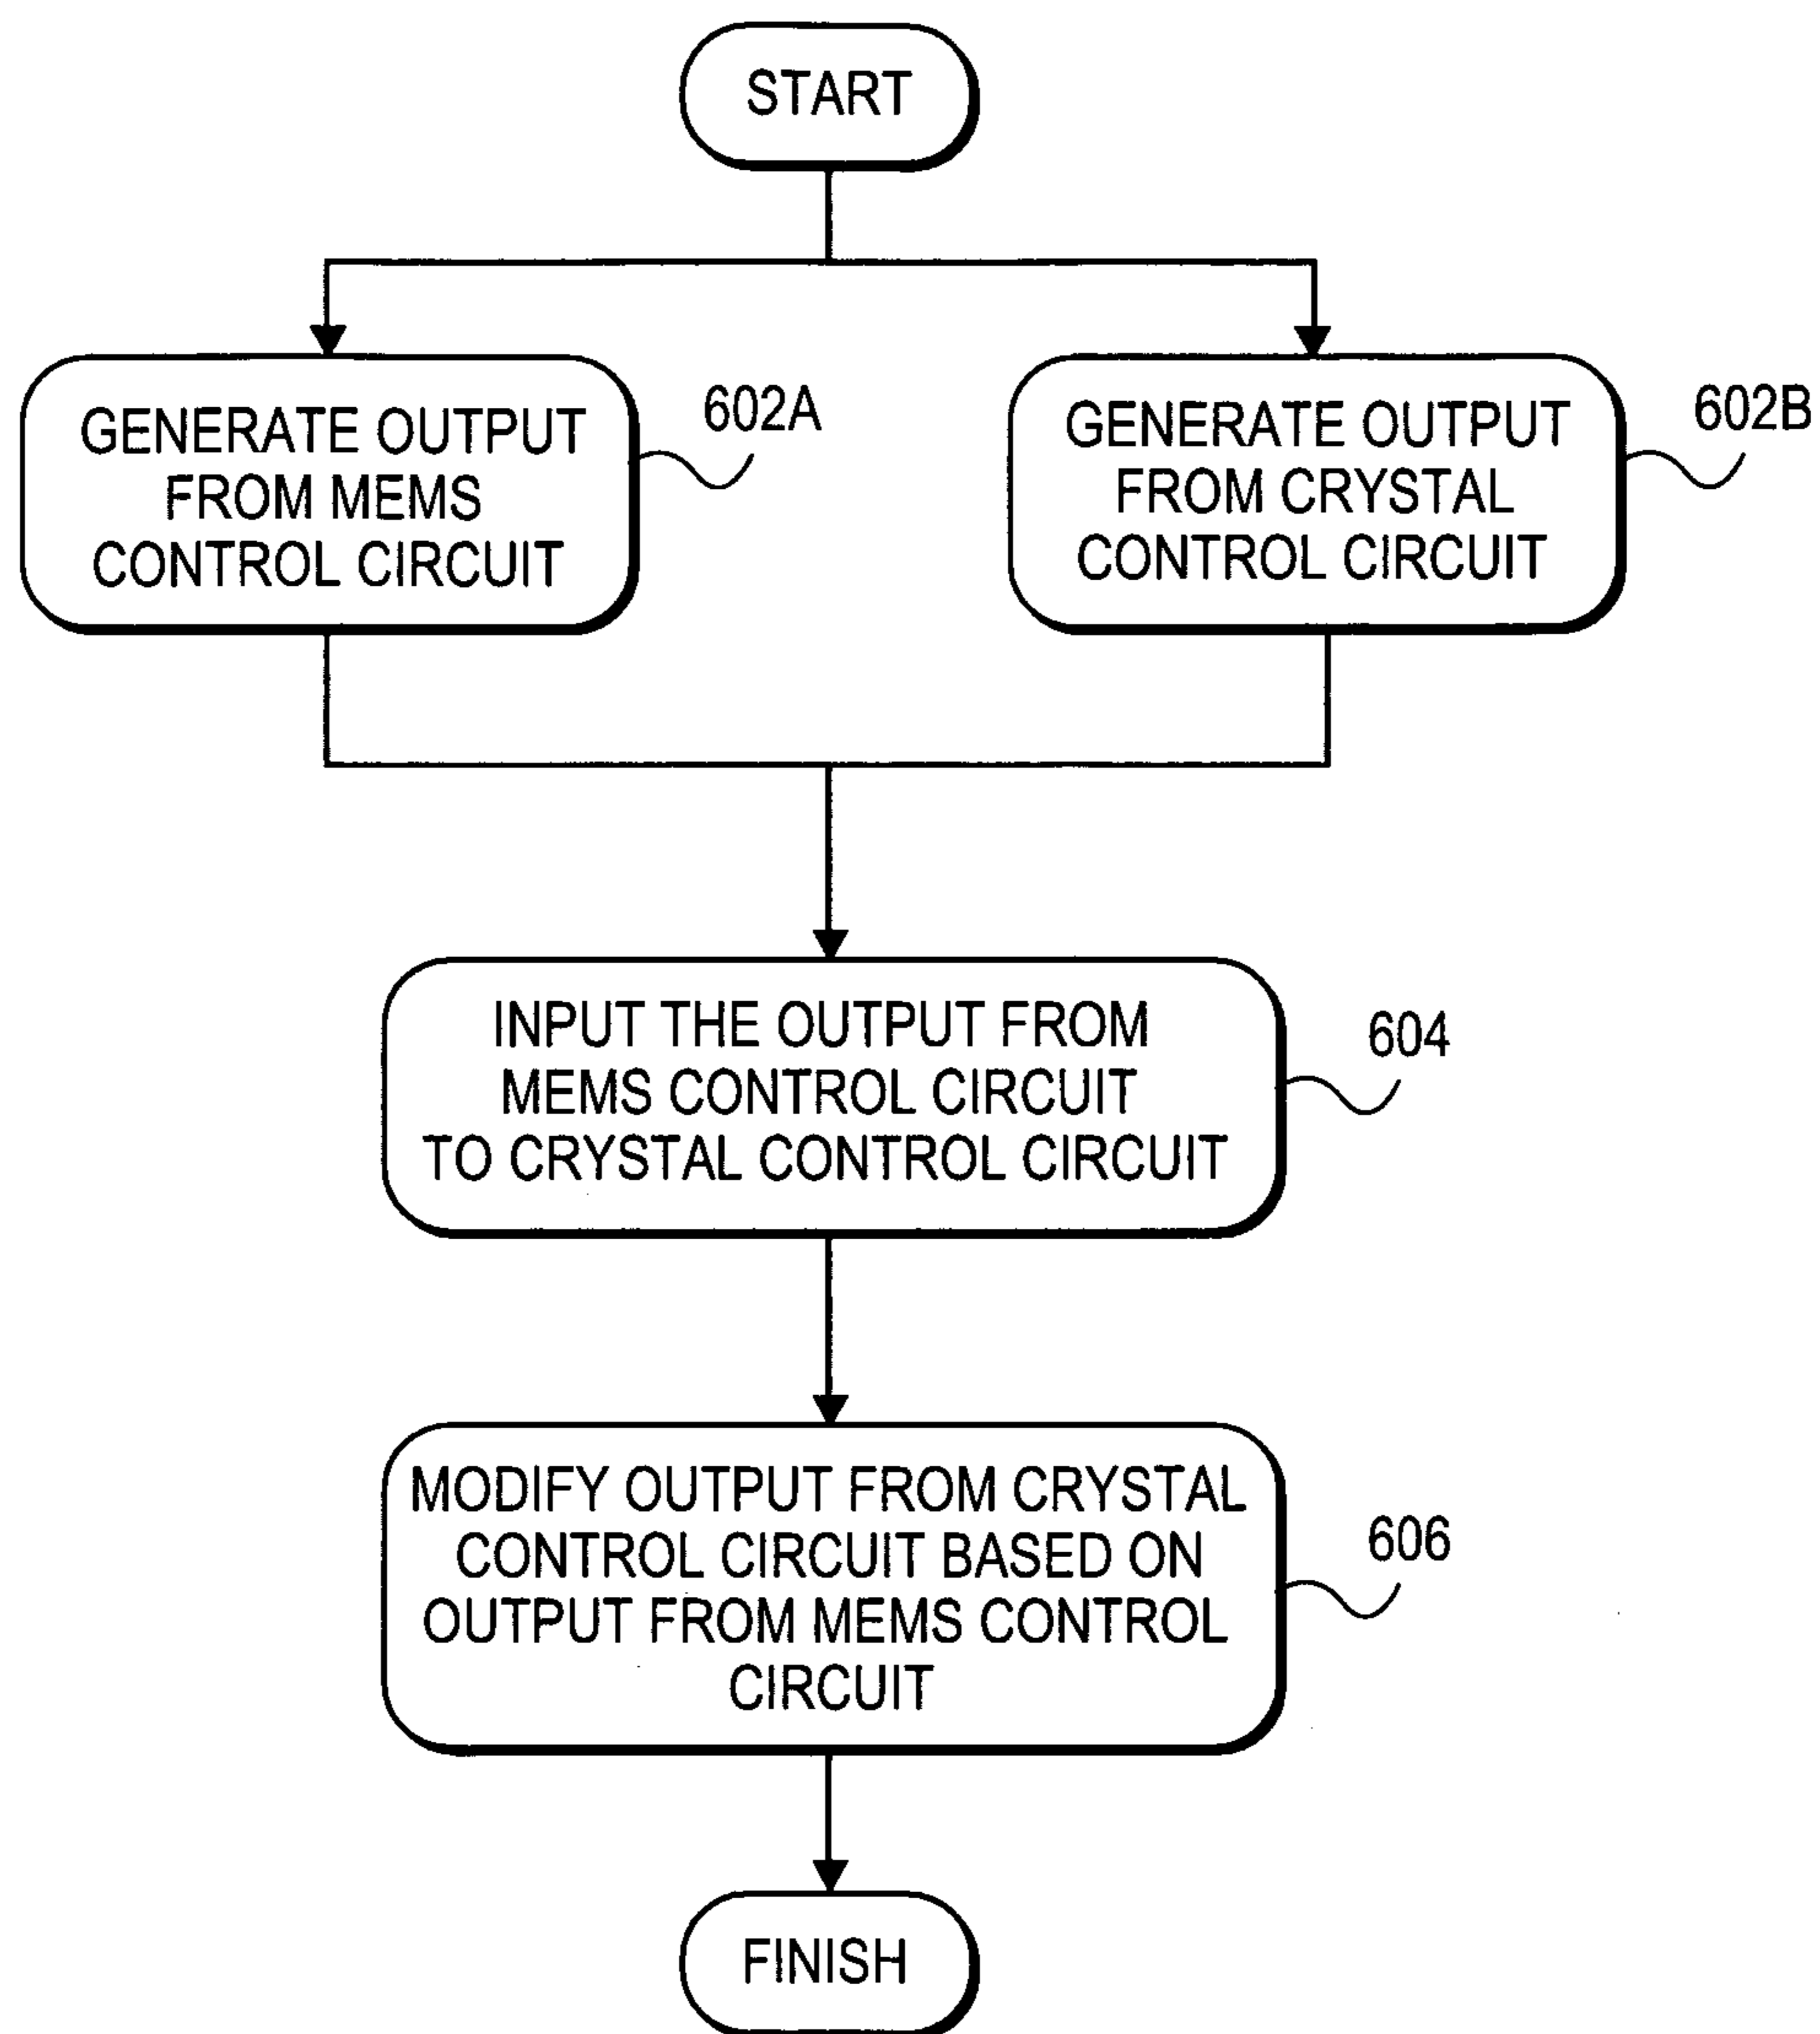 START
GENERATE OUTPUT
FROM MEMS
CONTROL CIRCUIT
602A
GENERATE OUTPUT
FROM CRYSTAL
CONTROL CIRCUIT
602B
INPUT THE OUTPUT FROM
MEMS CONTROL CIRCUIT
TO CRYSTAL CONTROL CIRCUIT
604
MODIFY OUTPUT FROM CRYSTAL
CONTROL CIRCUIT BASED ON
OUTPUT FROM MEMS CONTROL
CIRCUIT
606
FINISH